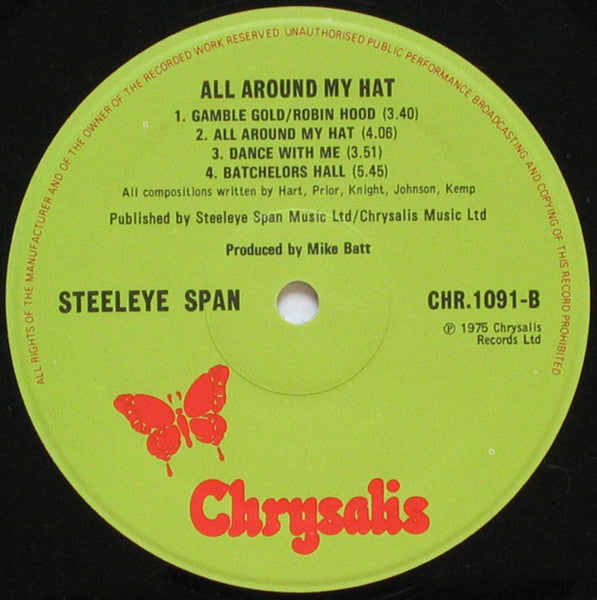 ALL RIGHTS OF THE MANUFACTURER AND OF THE OWNER OF THE RECORDED WORK RESERVED. UNAUTHORISED PUBLIC PERFORMANCE BROADCASTING AND COPYING OF THIS RECORD PROHIBITED
ALL AROUND MY HAT
1. GAMBLE GOLD/ROBIN HOOD (3.40)
2. ALL AROUND MY HAT (4.06)
3. DANCE WITH ME (3.51)
4. BATCHELORS HALL (5.45)
All compositions written by Hart, Prior, Knight, Johnson, Kemp
Published by Steeleye Span Music Ltd/Chrysalis Music Ltd
Produced by Mike Batt
STEELEYE SPAN
CHR.1091-B
℗ 1975 Chrysalis
Records Ltd
Chrysalis